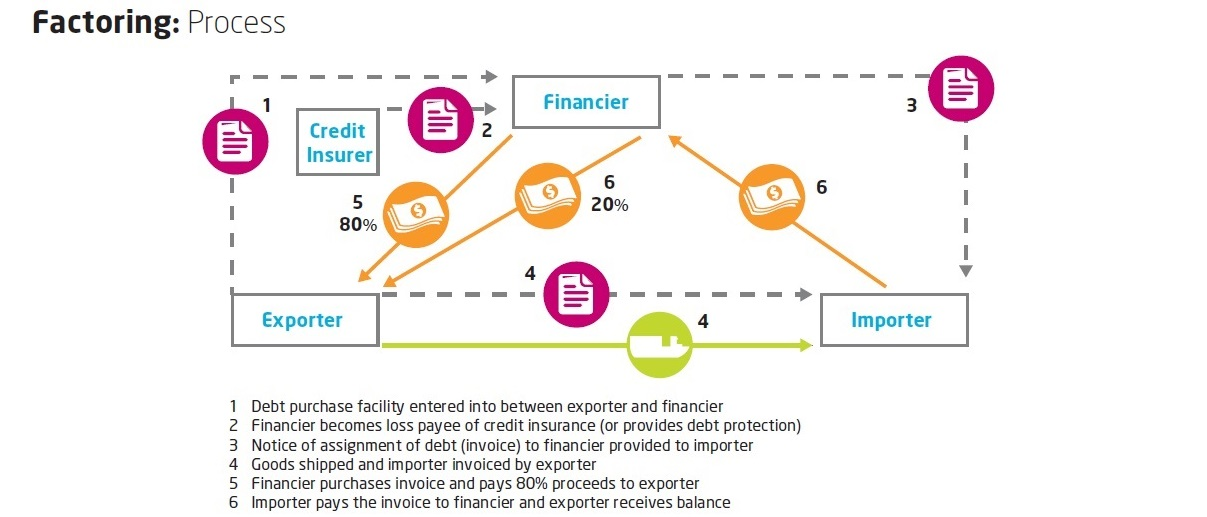 Factoring: Process
1
Financier
3
Credit
Insurer
2
5
80%
6
20%
6
4
Exporter
4
Importer
1 Debt purchase facility entered into between exporter and financier
2 Financier becomes loss payee of credit insurance (or provides debt protection)
3 Notice of assignment of debt (invoice) to financier provided to importer
4 Goods shipped and importer invoiced by exporter
5 Financier purchases invoice and pays 80% proceeds to exporter
6 Importer pays the invoice to financier and exporter receives balance